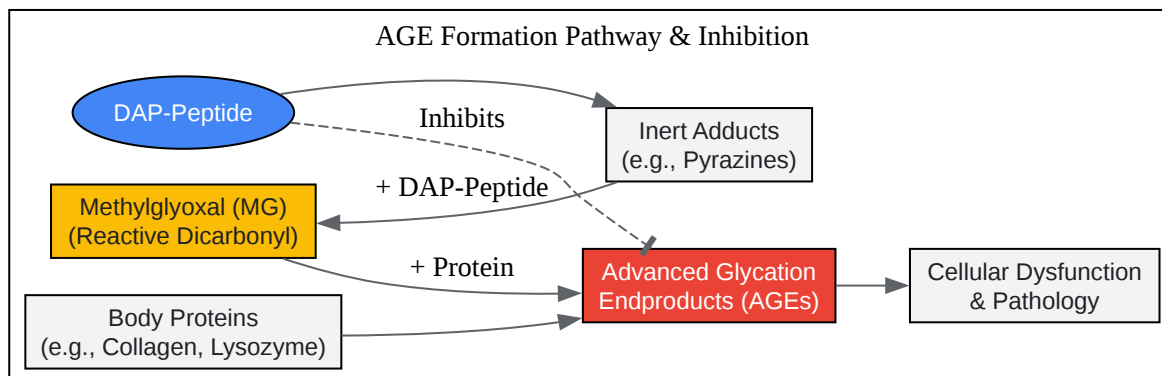 AGE Formation Pathway & Inhibition
DAP-Peptide
Inhibits
Inert Adducts
(e.g., Pyrazines)
+ DAP-Peptide
Methylglyoxal (MG)
(Reactive Dicarbonyl)
+ Protein
Advanced Glycation
Endproducts (AGEs)
Cellular Dysfunction
& Pathology
Body Proteins
(e.g., Collagen, Lysozyme)